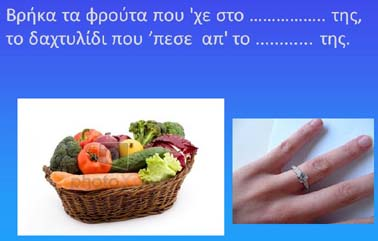 Βρήκα τα φρούτα που 'χε στο ................ της,
το δαχτυλίδι που ’πεσε απ' το ............ της.